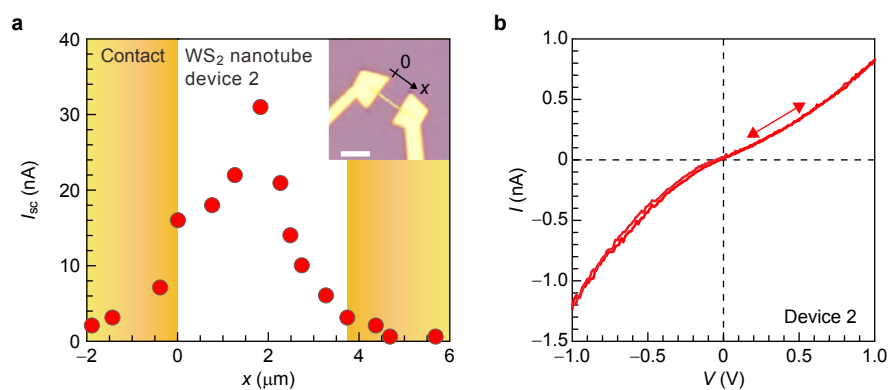 a
b
40
30
20
10
0
I_sc (nA)
Contact
WS₂ nanotube
device 2
0
x
−2
0
2
4
6
x (μm)
1.0
0.5
0
−0.5
−1.0
−1.5
I (nA)
Device 2
−1.0
−0.5
0
0.5
1.0
V (V)